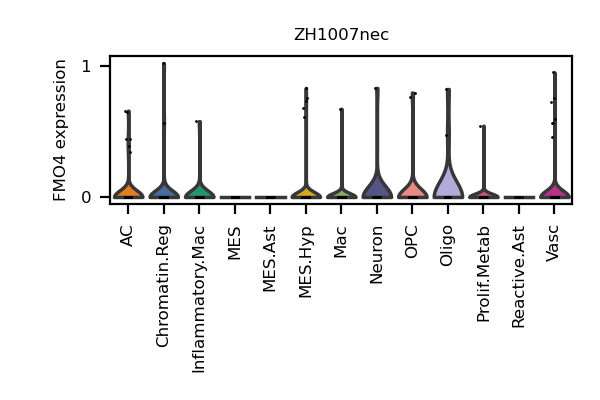 ZH1007nec
FMO4 expression
1
0
AC
Chromatin.Reg
Inflammatory.Mac
MES
MES.Ast
MES.Hyp
Mac
Neuron
OPC
Oligo
Prolif.Metab
Reactive.Ast
Vasc